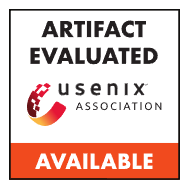 ARTIFACT
EVALUATED
usenix
ASSOCIATION
AVAILABLE